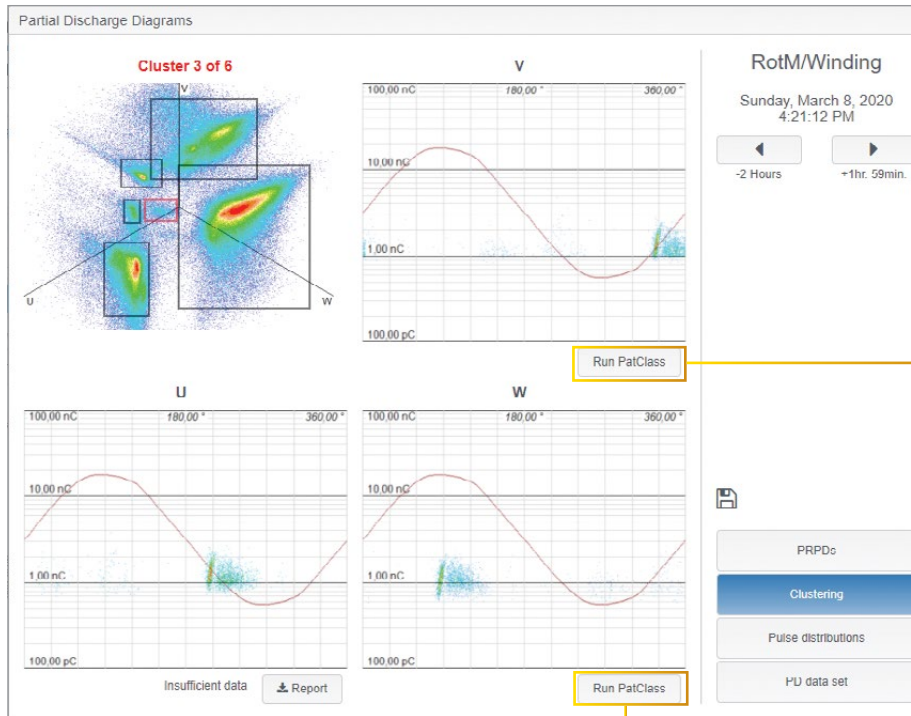 Partial Discharge Diagrams
Cluster 3 of 6
V
U
W
V
100,00 nC 180,00 ° 360,00 °
10,00 nC
1,00 nC
100,00 pC
Run PatClass
RotM/Winding
Sunday, March 8, 2020
4:21:12 PM
-2 Hours +1hr. 59min.
U
100,00 nC 180,00 ° 360,00 °
10,00 nC
1,00 nC
100,00 pC
Insufficient data Report
W
100,00 nC 180,00 ° 360,00 °
10,00 nC
1,00 nC
100,00 pC
Run PatClass
PRPDs
Clustering
Pulse distributions
PD data set